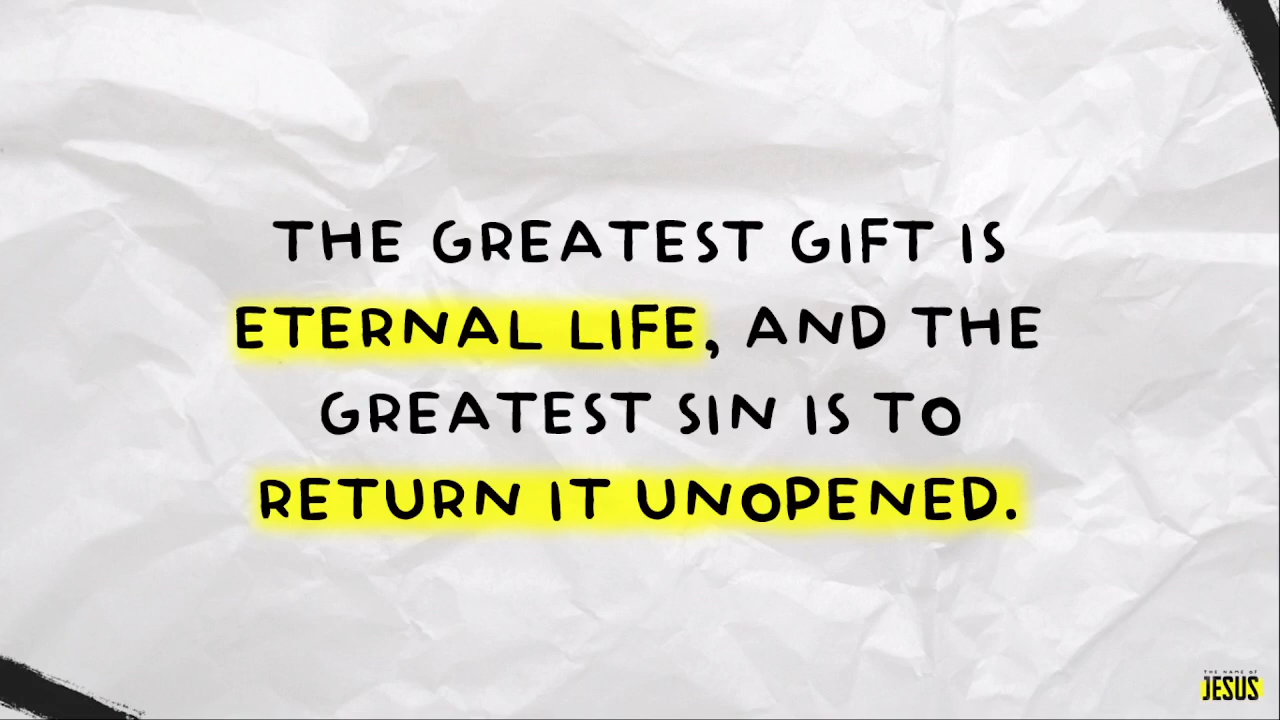 THE GREATEST GIFT IS
ETERNAL LIFE, AND THE
GREATEST SIN IS TO
RETURN IT UNOPENED.
THE NAME OF
JESUS